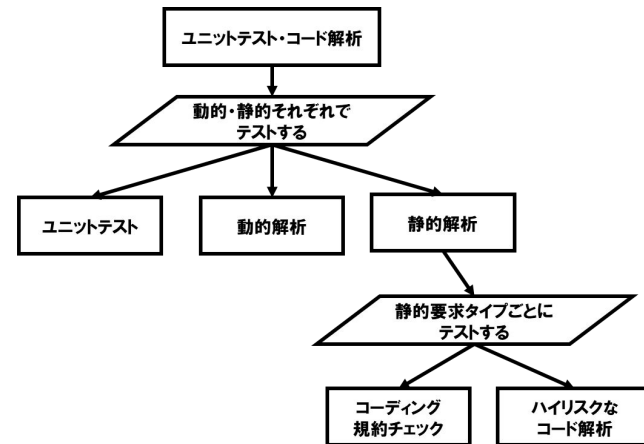 ユニットテスト・コード解析
動的・静的それぞれで
テストする
ユニットテスト
動的解析
静的解析
静的要求タイプごとに
テストする
コーディング
規約チェック
ハイリスクな
コード解析